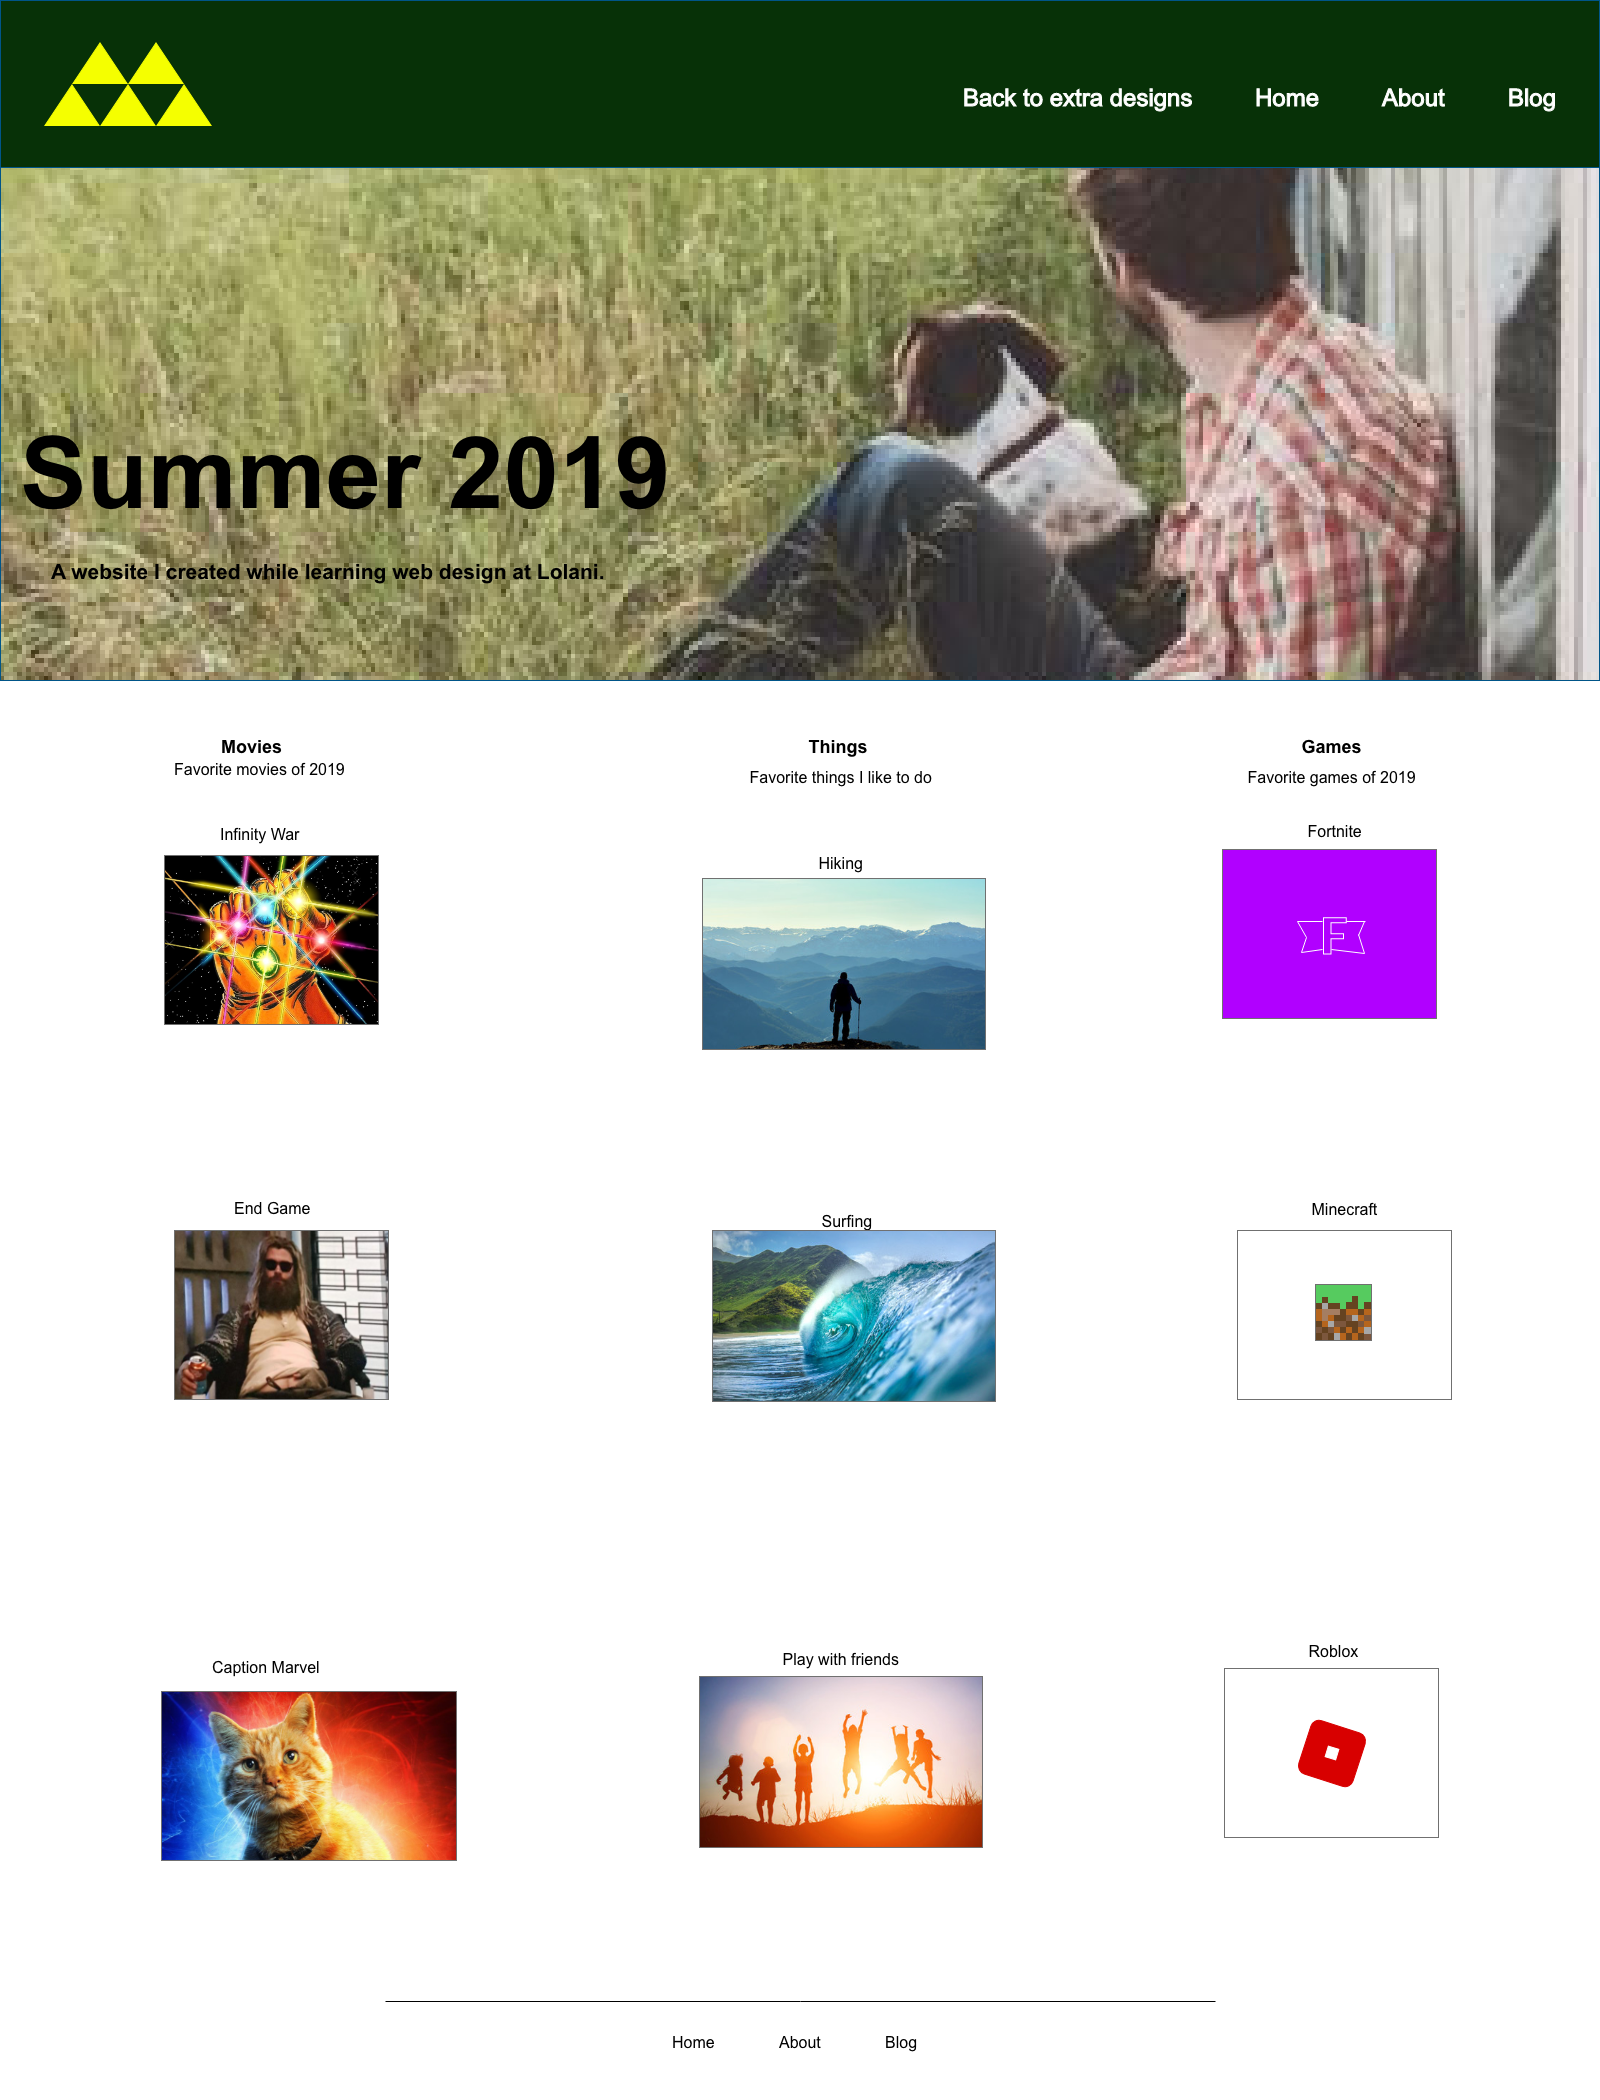 Back to extra designs Home About Blog
Summer 2019
A website I created while learning web design at Lolani.
Movies
Favorite movies of 2019
Things
Favorite things I like to do
Games
Favorite games of 2019
Infinity War
Hiking
Fortnite
F
End Game
Surfing
Minecraft
Caption Marvel
Play with friends
Roblox
Home About Blog